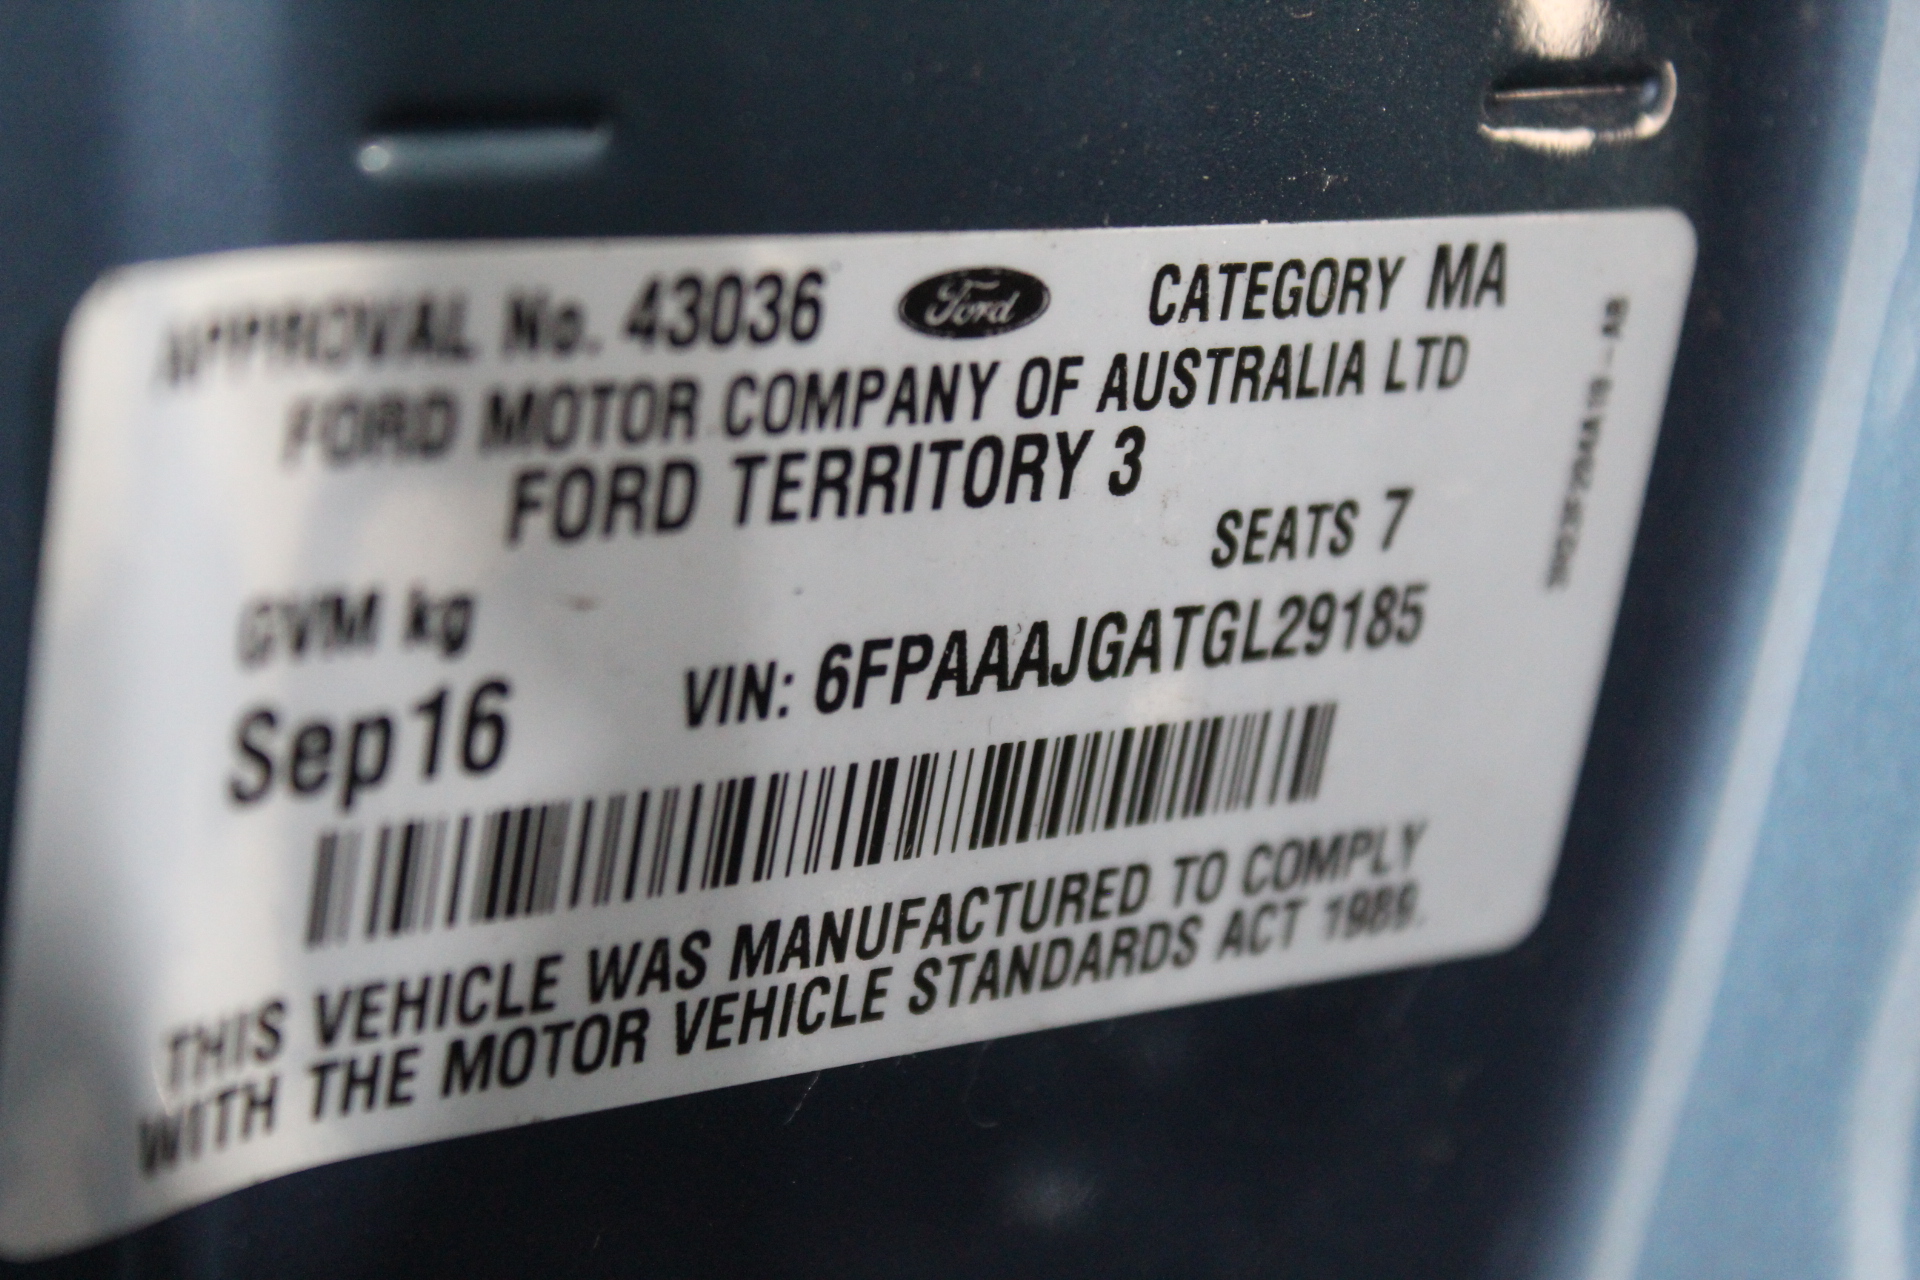 APPROVAL No. 43036 Ford CATEGORY MA
FORD MOTOR COMPANY OF AUSTRALIA LTD
FORD TERRITORY 3
SEATS 7
GVM kg
Sep16 VIN: 6FPAAAJGATGL29185
THIS VEHICLE WAS MANUFACTURED TO COMPLY
WITH THE MOTOR VEHICLE STANDARDS ACT 1989.